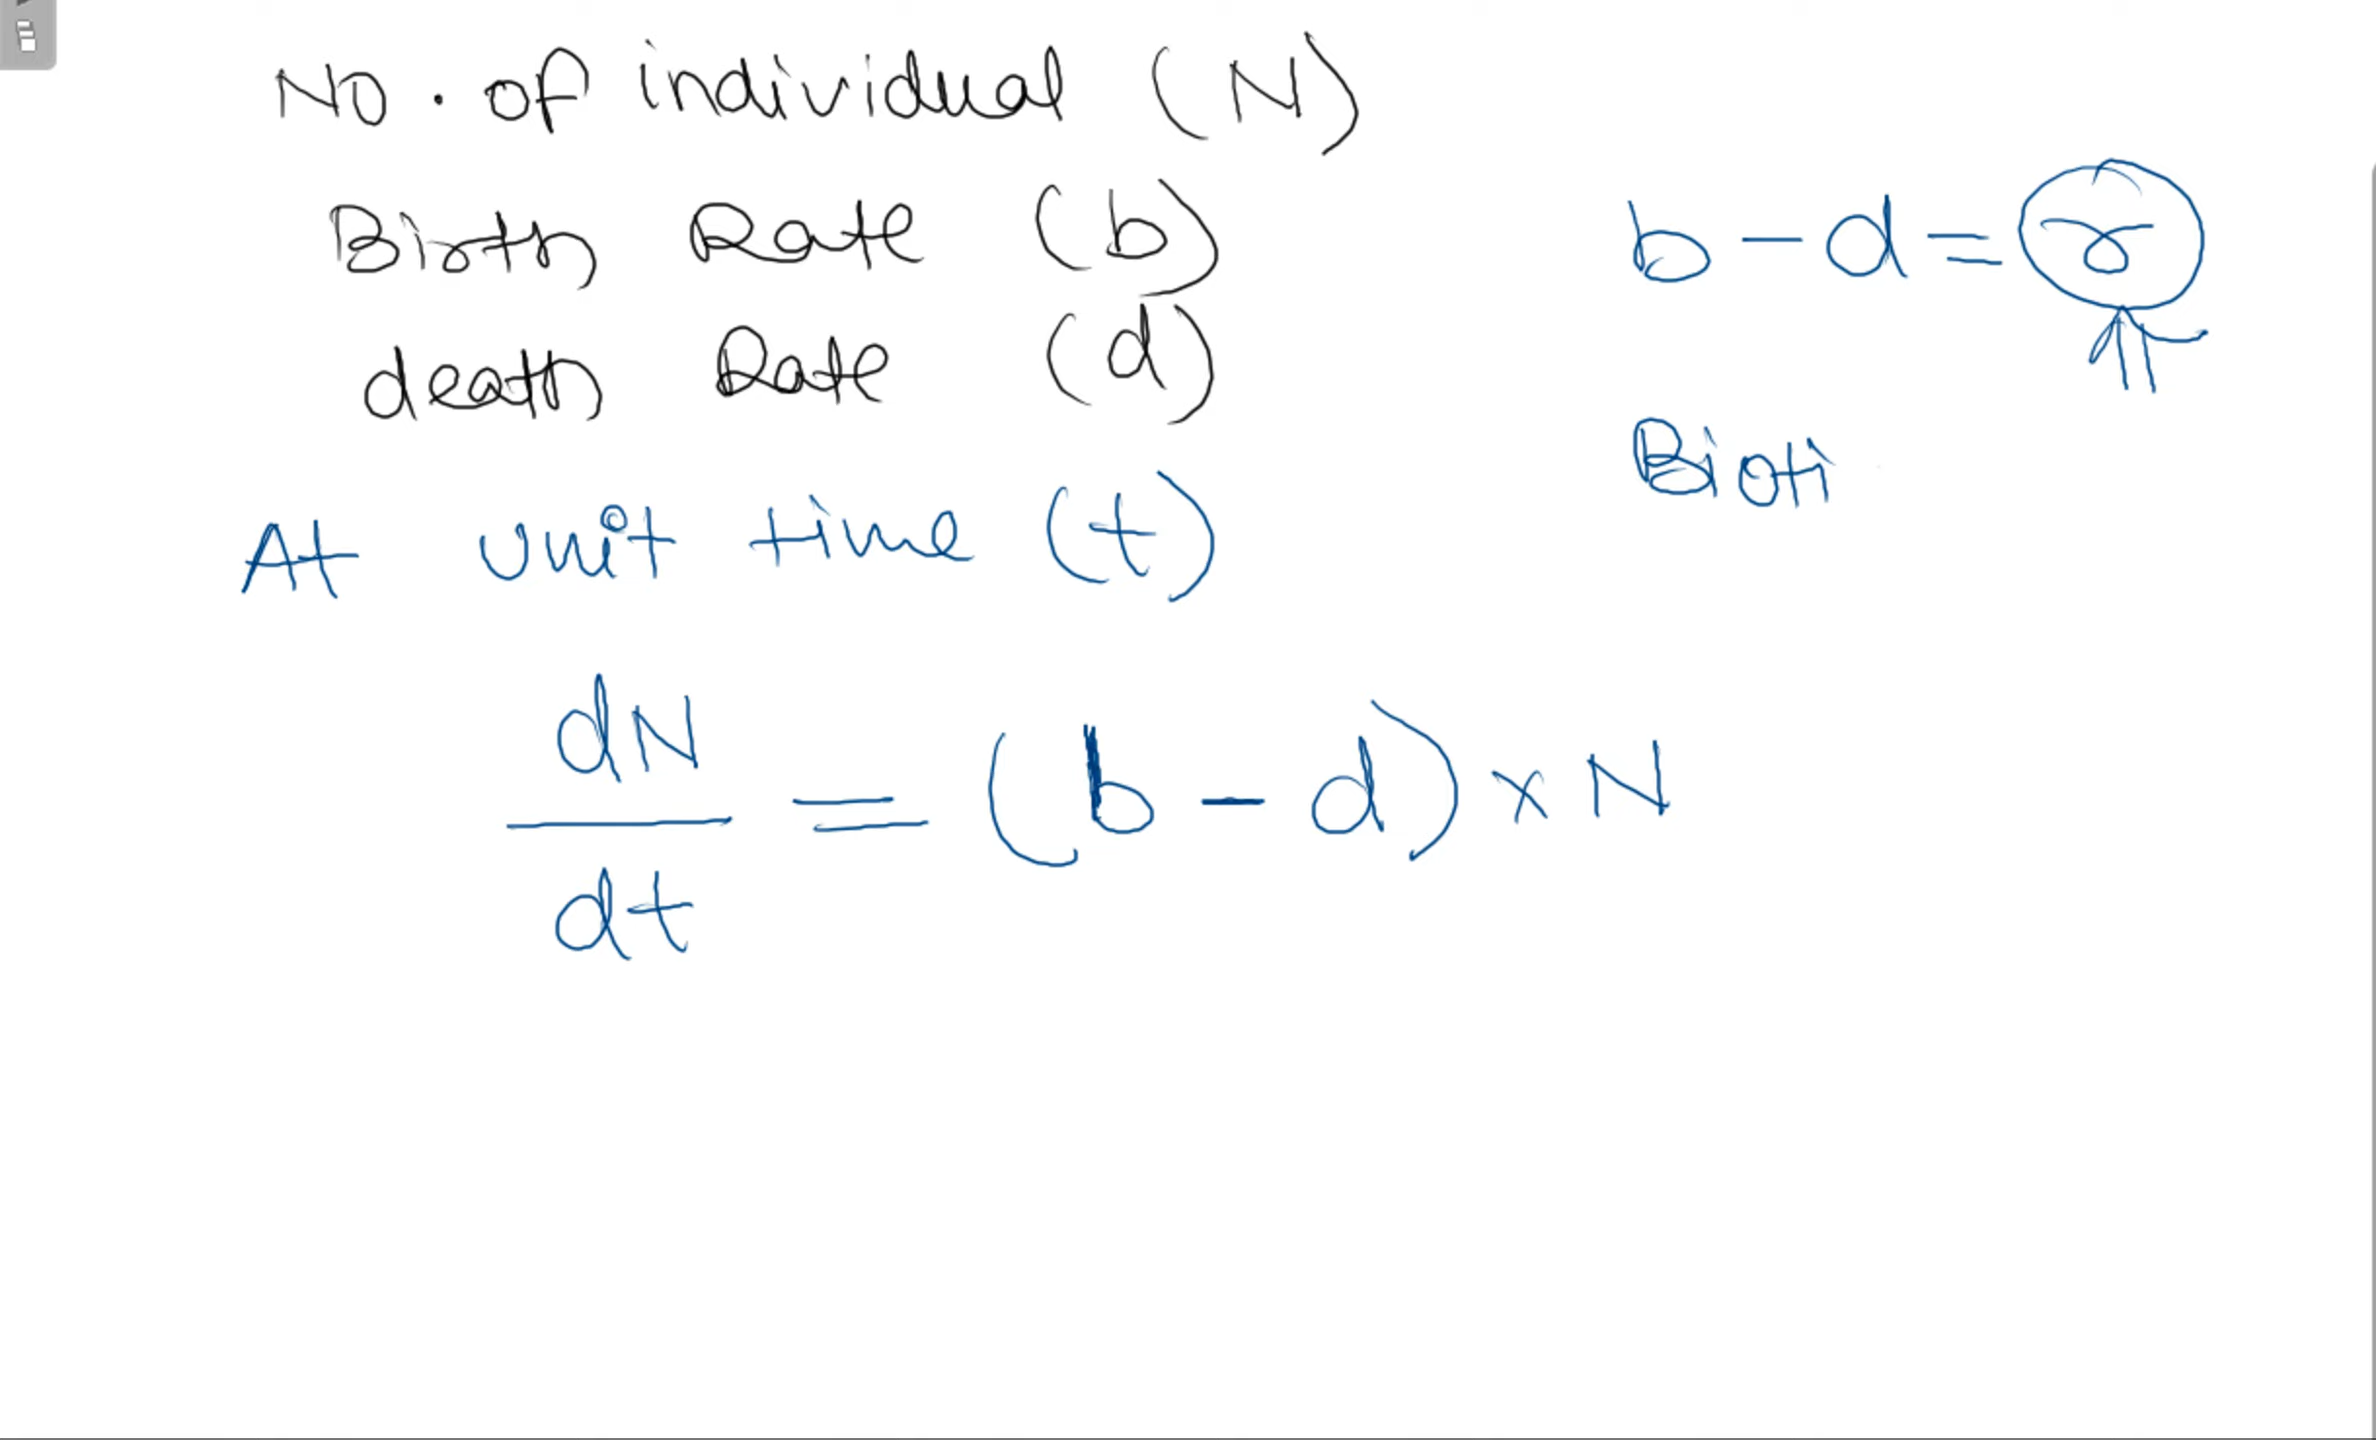 No. of individual (N)
Birth Rate (b)
death Rate (d)
At unit time (t)
b - d = r
Bioti
dN/dt = (b - d) × N